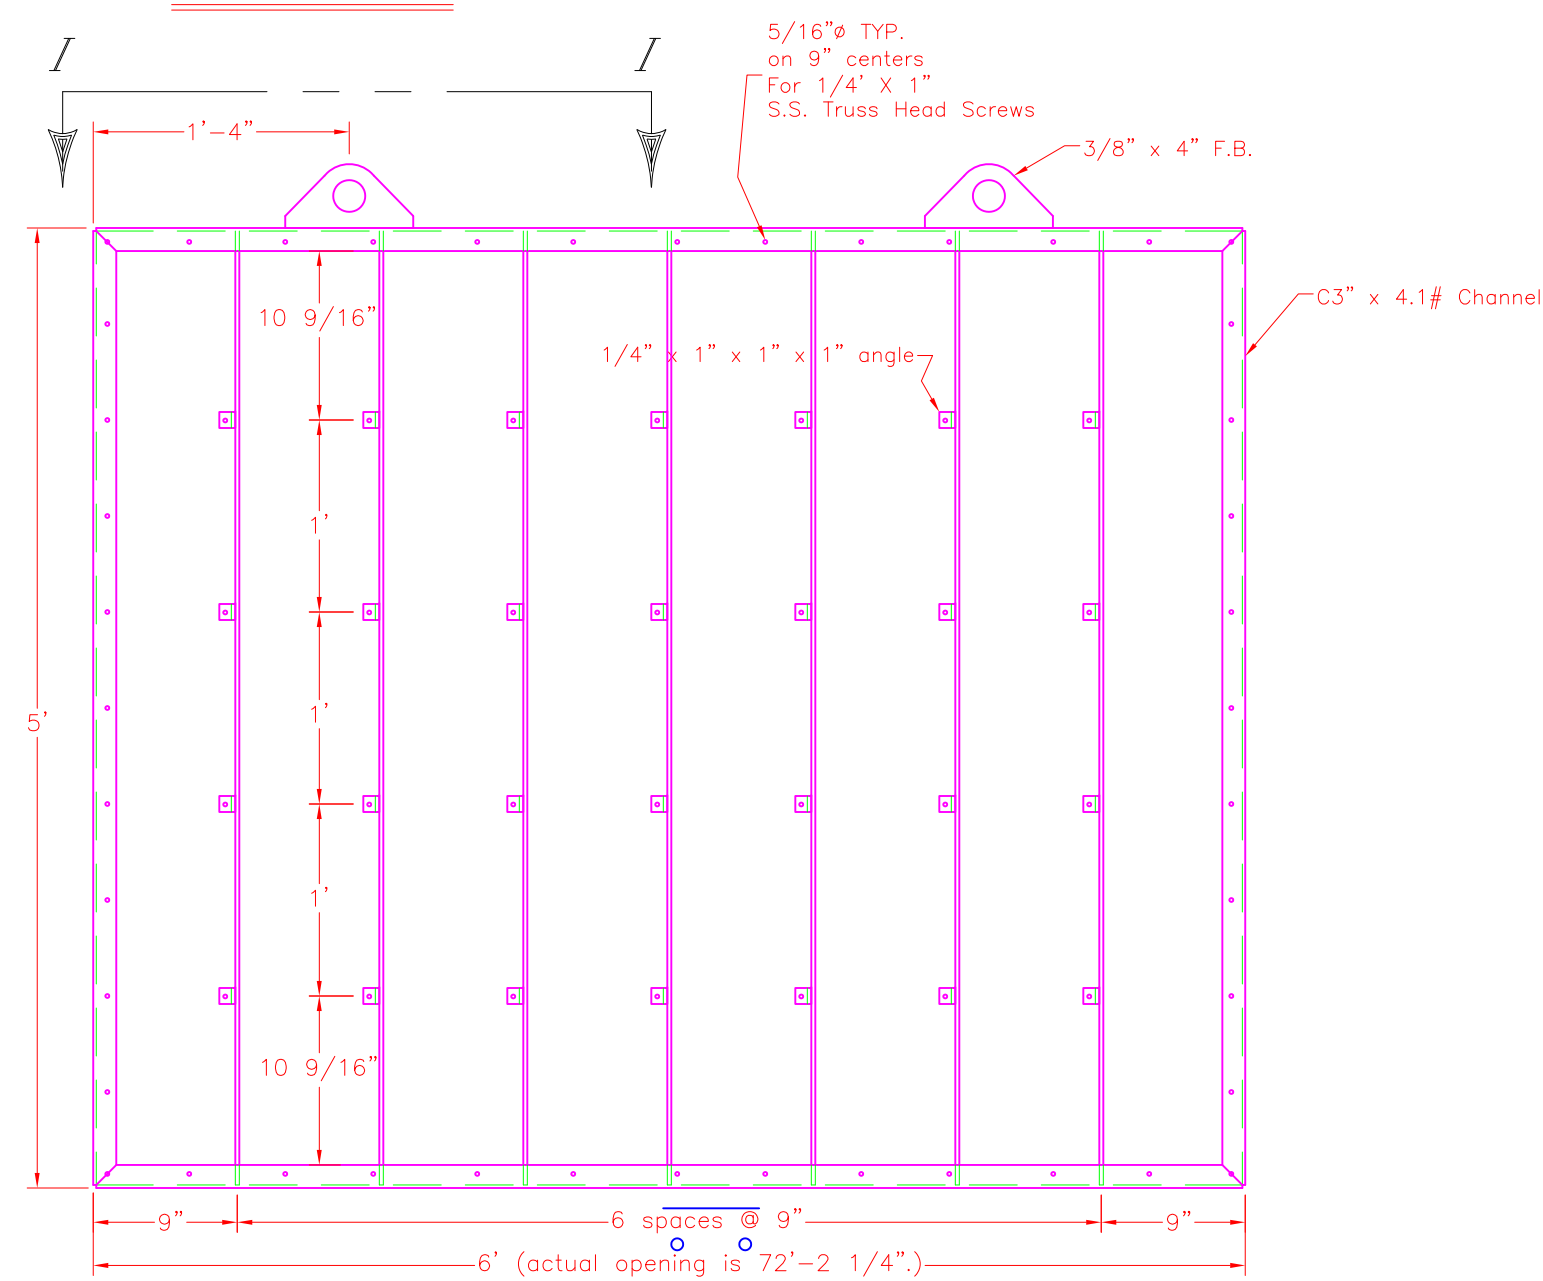 I I
5/16"ø TYP.
on 9" centers
For 1/4' X 1"
S.S. Truss Head Screws
1'-4"
3/8" x 4" F.B.
C3" x 4.1# Channel
10 9/16"
1/4" x 1" x 1" x 1" angle
1'
1'
5'
1'
10 9/16"
9" 6 spaces @ 9" 9"
6' (actual opening is 72'-2 1/4".)